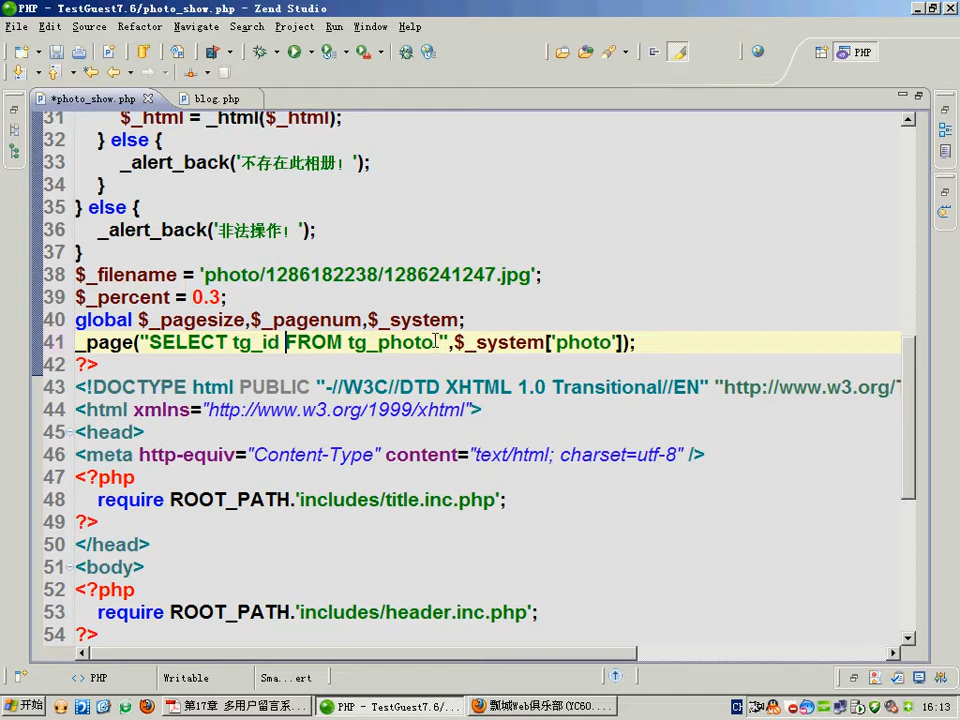 PHP - TestGuest7.6/photo_show.php - Zend Studio
File Edit Source Refactor Navigate Search Project Run Window Help
PHP
*photo_show.php blog.php
31 $_html = _html($_html);
32 } else {
33 _alert_back('不存在此相册！');
34 }
35 } else {
36 _alert_back('非法操作！');
37 }
38 $_filename = 'photo/1286182238/1286241247.jpg';
39 $_percent = 0.3;
40 global $_pagesize,$_pagenum,$_system;
41 _page("SELECT tg_id FROM tg_photo ",$_system['photo']);
42 ?>
43 <!DOCTYPE html PUBLIC "-//W3C//DTD XHTML 1.0 Transitional//EN" "http://www.w3.org/T
44 <html xmlns="http://www.w3.org/1999/xhtml">
45 <head>
46 <meta http-equiv="Content-Type" content="text/html; charset=utf-8" />
47 <?php
48 require ROOT_PATH.'includes/title.inc.php';
49 ?>
50 </head>
51 <body>
52 <?php
53 require ROOT_PATH.'includes/header.inc.php';
54 ?>
PHP Writable Sma...ert
开始 第17章 多用户留言系... PHP - TestGuest7.6/... 瓢城Web俱乐部(YC60... CH 16:13